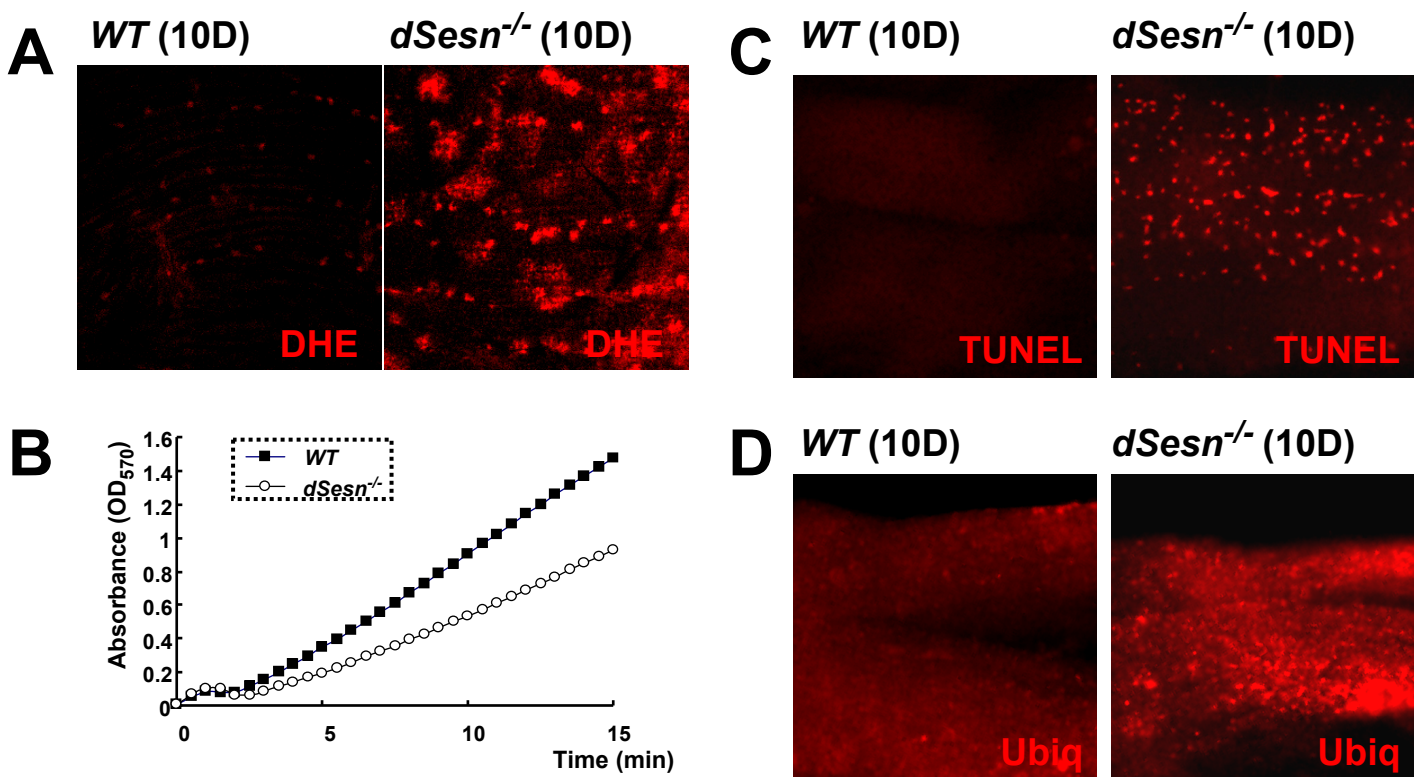 A
WT (10D)
dSesn-/- (10D)
DHE
DHE
B
Absorbance (OD570)
1.6
1.4
1.2
1
0.8
0.6
0.4
0.2
0
WT
dSesn-/-
0
5
10
15
Time (min)
C
WT (10D)
dSesn-/- (10D)
TUNEL
TUNEL
D
WT (10D)
dSesn-/- (10D)
Ubiq
Ubiq